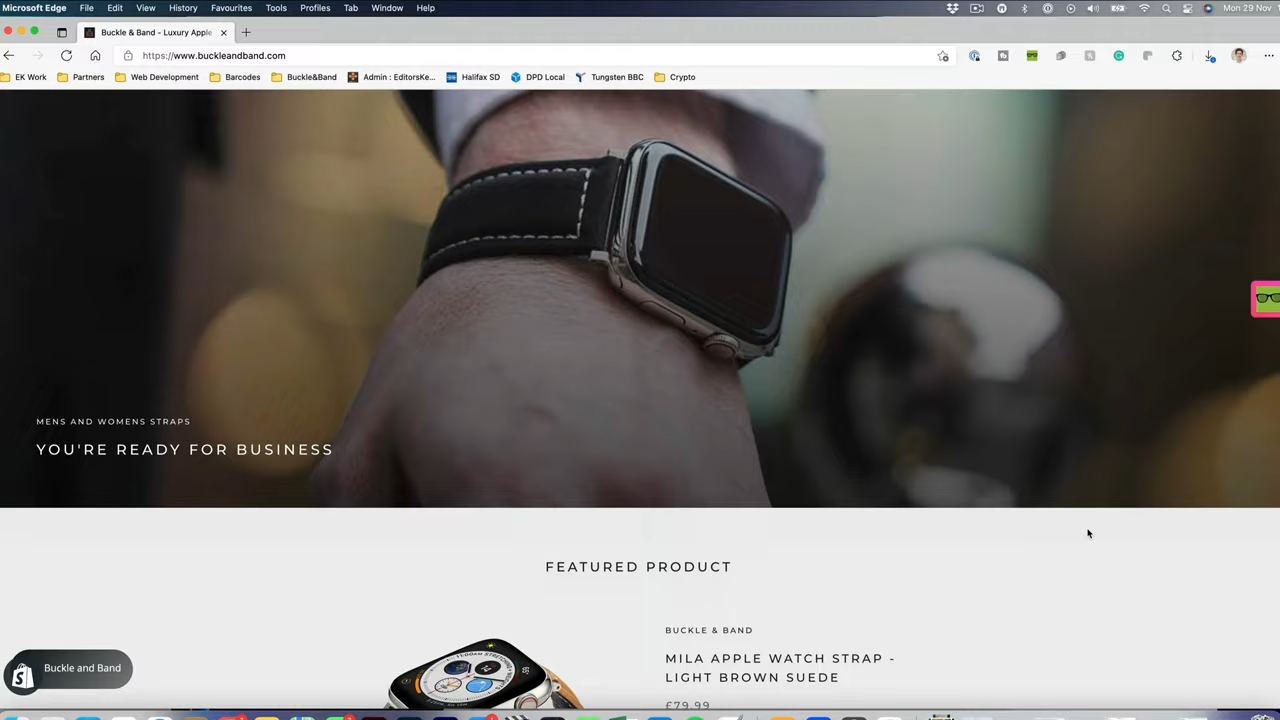 Microsoft Edge File Edit View History Favourites Tools Profiles Tab Window Help Mon 29 Nov
Buckle & Band - Luxury Apple
https://www.buckleandband.com
EK Work Partners Web Development Barcodes Buckle&Band Admin : EditorsKe... Halifax SD DPD Local Tungsten BBC Crypto
MENS AND WOMENS STRAPS
YOU'RE READY FOR BUSINESS
FEATURED PRODUCT
BUCKLE & BAND
MILA APPLE WATCH STRAP -
LIGHT BROWN SUEDE
£79.99
Buckle and Band